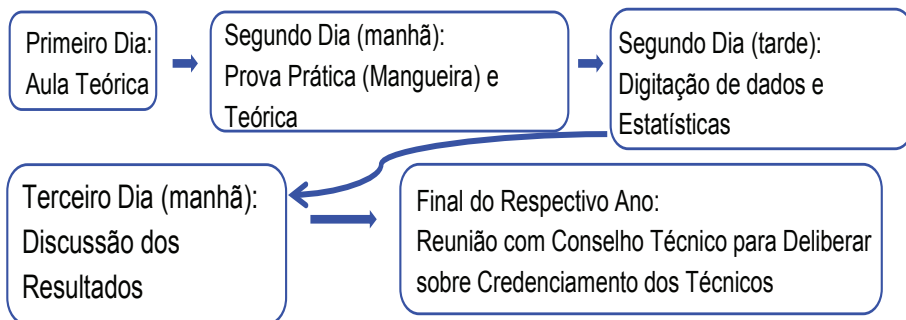 Primeiro Dia:
Aula Teórica
Segundo Dia (manhã):
Prova Prática (Mangueira) e
Teórica
Segundo Dia (tarde):
Digitação de dados e
Estatísticas
Terceiro Dia (manhã):
Discussão dos
Resultados
Final do Respectivo Ano:
Reunião com Conselho Técnico para Deliberar
sobre Credenciamento dos Técnicos